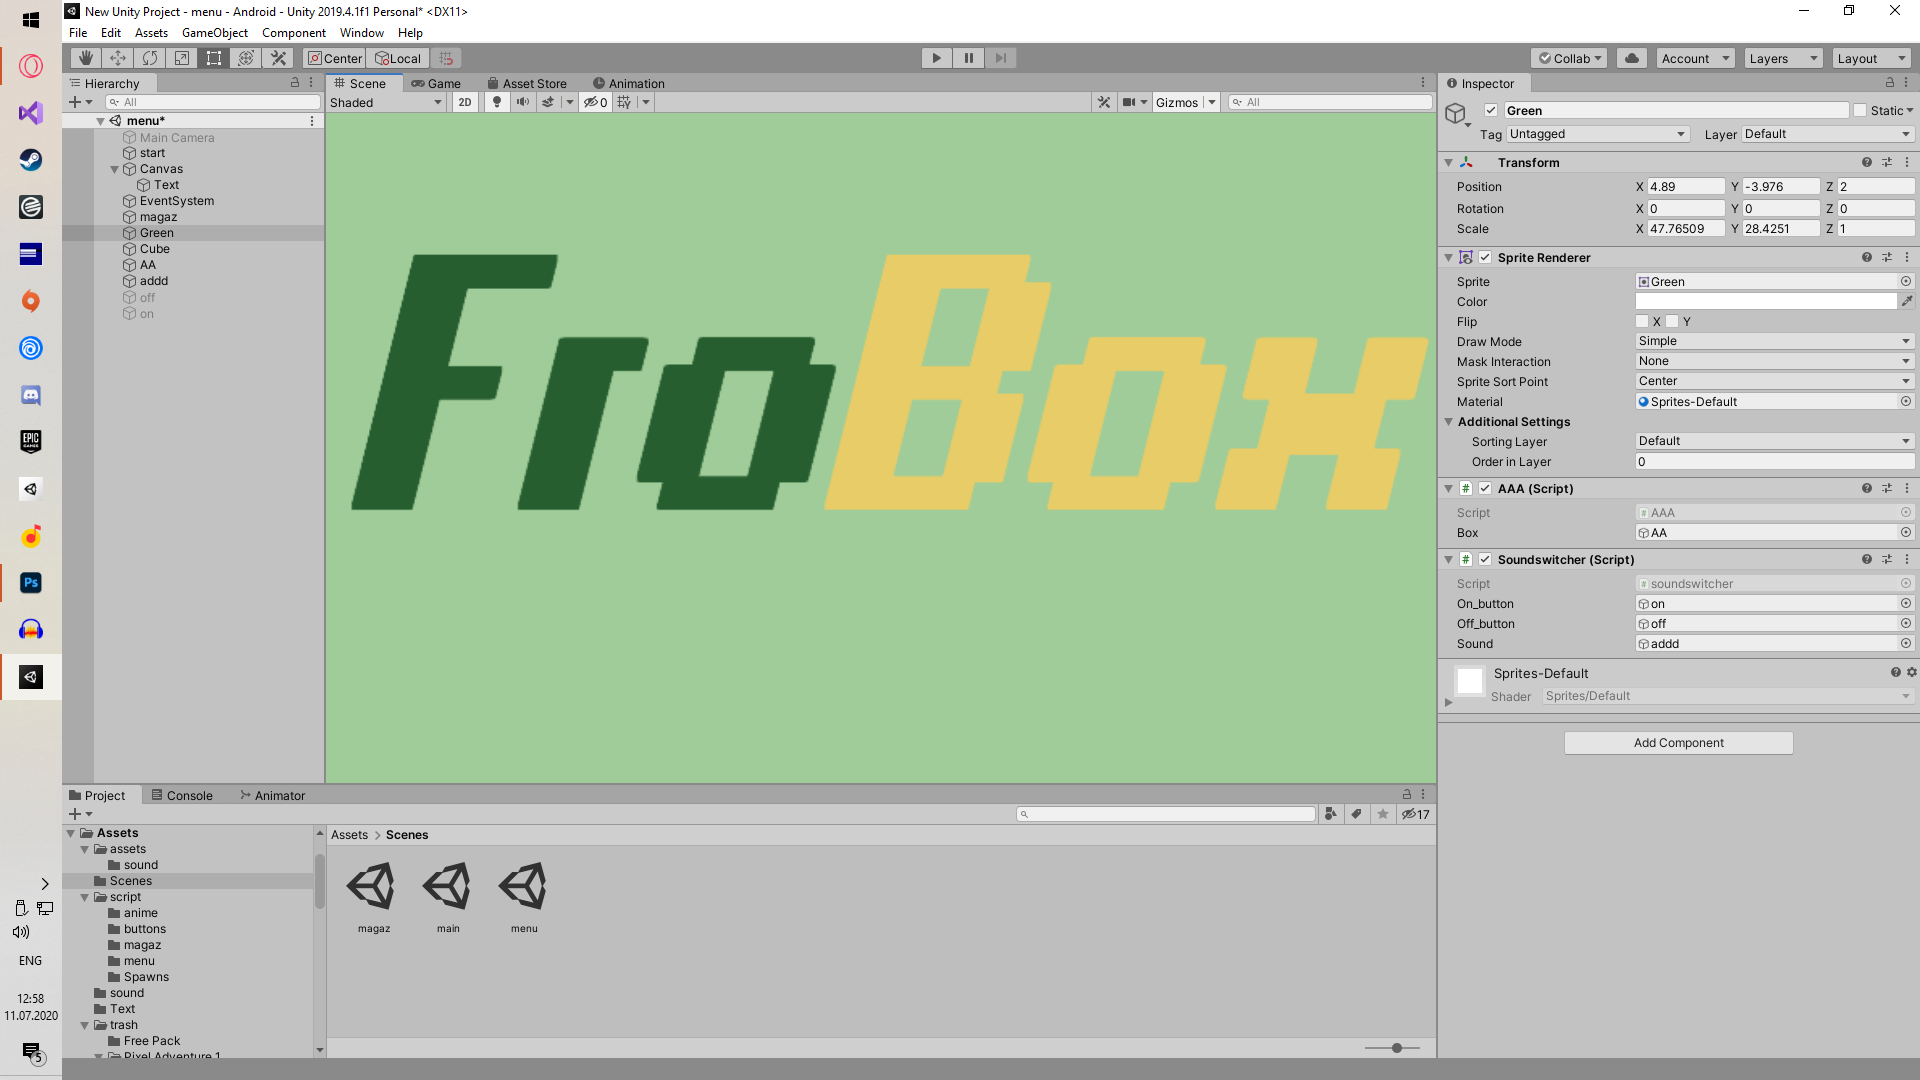 New Unity Project - menu - Android - Unity 2019.4.1f1 Personal* <DX11>
File Edit Assets GameObject Component Window Help
Center Local Collab Account Layers Layout
Hierarchy
All
menu*
Main Camera
start
Canvas
Text
EventSystem
magaz
Green
Cube
AA
addd
off
on
Scene Game Asset Store Animation
Shaded 2D 0 Gizmos All
FroBox
Inspector
Green Static
Tag Untagged Layer Default
Transform
Position X 4.89 Y -3.976 Z 2
Rotation X 0 Y 0 Z 0
Scale X 47.76509 Y 28.4251 Z 1
Sprite Renderer
Sprite Green
Color
Flip X Y
Draw Mode Simple
Mask Interaction None
Sprite Sort Point Center
Material Sprites-Default
Additional Settings
Sorting Layer Default
Order in Layer 0
# AAA (Script)
Script # AAA
Box AA
# Soundswitcher (Script)
Script # soundswitcher
On_button on
Off_button off
Sound addd
Sprites-Default
Shader Sprites/Default
Add Component
Project Console Animator
17
Assets
assets
sound
Scenes
script
anime
buttons
magaz
menu
Spawns
sound
Text
trash
Free Pack
Pixel Adventure 1
Assets > Scenes
magaz main menu
EPIC GAMES
Ps
ENG
12:58
11.07.2020
5